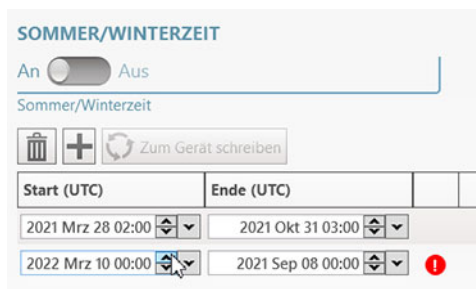 SOMMER/WINTERZEIT
An Aus
Sommer/Winterzeit
Zum Gerät schreiben
Start (UTC) Ende (UTC)
2021 Mrz 28 02:00 2021 Okt 31 03:00
2022 Mrz 10 00:00 2021 Sep 08 00:00